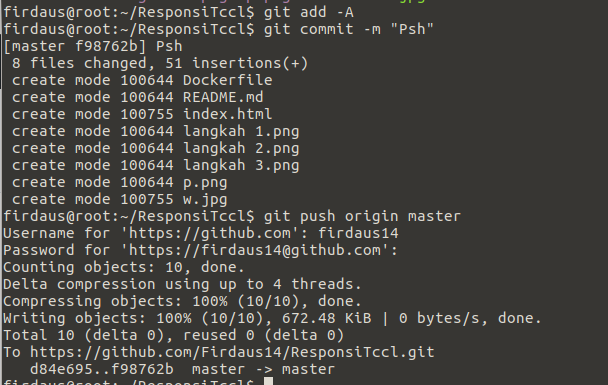 firdaus@root:~/ResponsiTccl$ git add -A
firdaus@root:~/ResponsiTccl$ git commit -m "Psh"
[master f98762b] Psh
 8 files changed, 51 insertions(+)
 create mode 100644 Dockerfile
 create mode 100644 README.md
 create mode 100755 index.html
 create mode 100644 langkah 1.png
 create mode 100644 langkah 2.png
 create mode 100644 langkah 3.png
 create mode 100644 p.png
 create mode 100755 w.jpg
firdaus@root:~/ResponsiTccl$ git push origin master
Username for 'https://github.com': firdaus14
Password for 'https://firdaus14@github.com':
Counting objects: 10, done.
Delta compression using up to 4 threads.
Compressing objects: 100% (10/10), done.
Writing objects: 100% (10/10), 672.48 KiB | 0 bytes/s, done.
Total 10 (delta 0), reused 0 (delta 0)
To https://github.com/Firdaus14/ResponsiTccl.git
   d84e695..f98762b  master -> master
firdaus@root:~/ResponsiTccl$